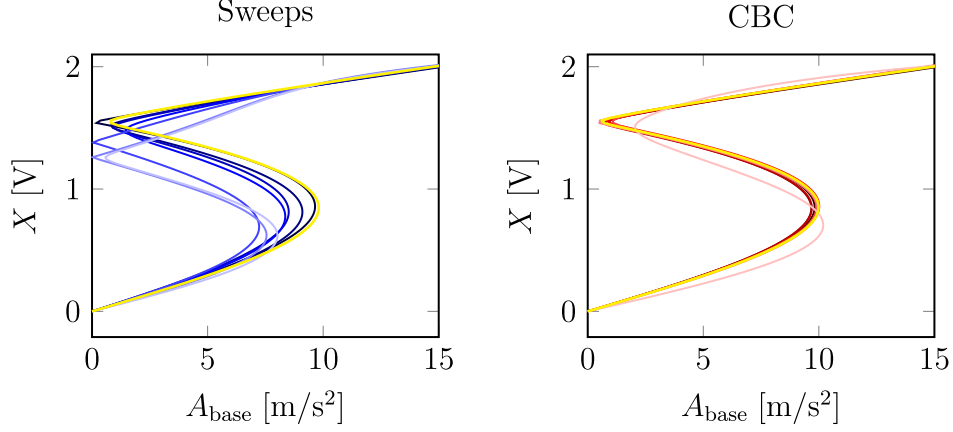 Sweeps
2
1
0
X [V]
0 5 10 15
A_base [m/s²]
CBC
2
1
0
X [V]
0 5 10 15
A_base [m/s²]